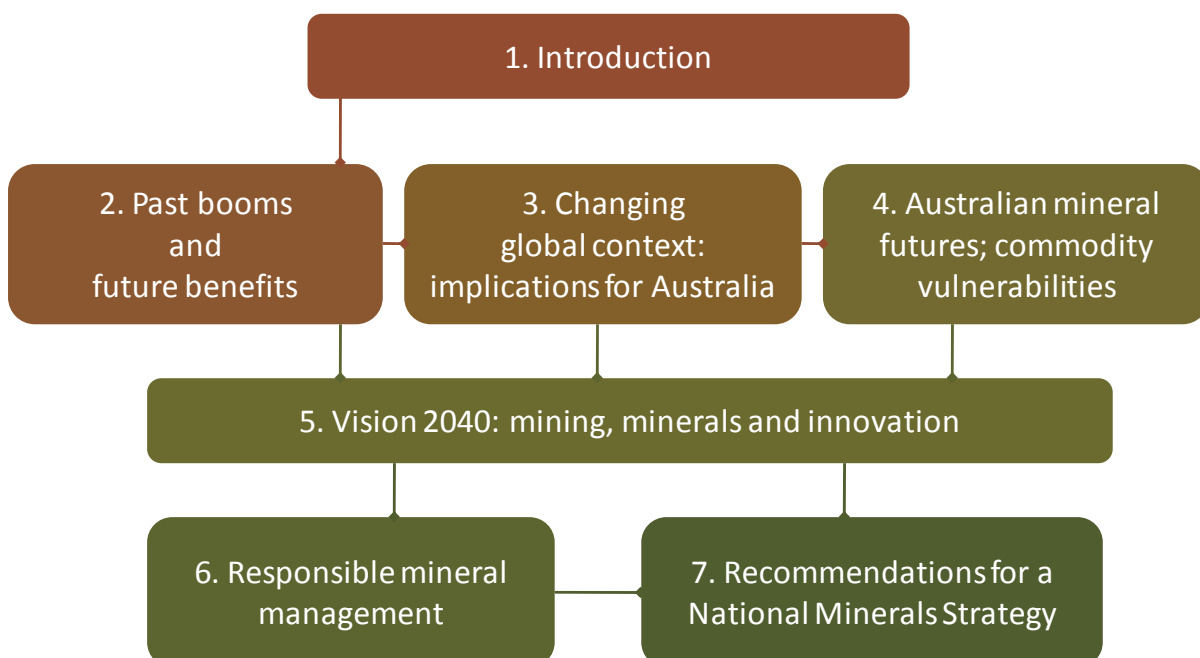 1. Introduction
2. Past booms
and
future benefits
3. Changing
global context:
implications for Australia
4. Australian mineral
futures; commodity
vulnerabilities
5. Vision 2040: mining, minerals and innovation
6. Responsible mineral
management
7. Recommendations for a
National Minerals Strategy